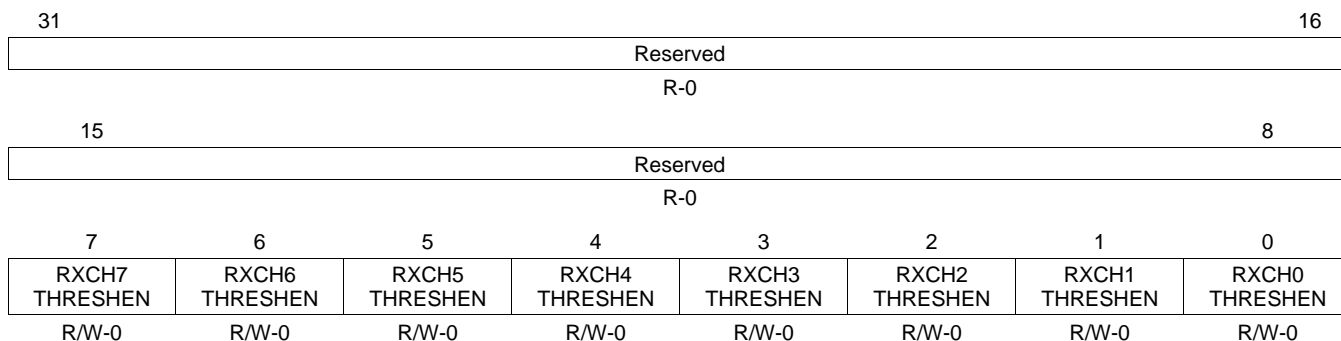 31 16
Reserved
R-0
15 8
Reserved
R-0
7 6 5 4 3 2 1 0
RXCH7 RXCH6 RXCH5 RXCH4 RXCH3 RXCH2 RXCH1 RXCH0
THRESHEN THRESHEN THRESHEN THRESHEN THRESHEN THRESHEN THRESHEN THRESHEN
R/W-0 R/W-0 R/W-0 R/W-0 R/W-0 R/W-0 R/W-0 R/W-0